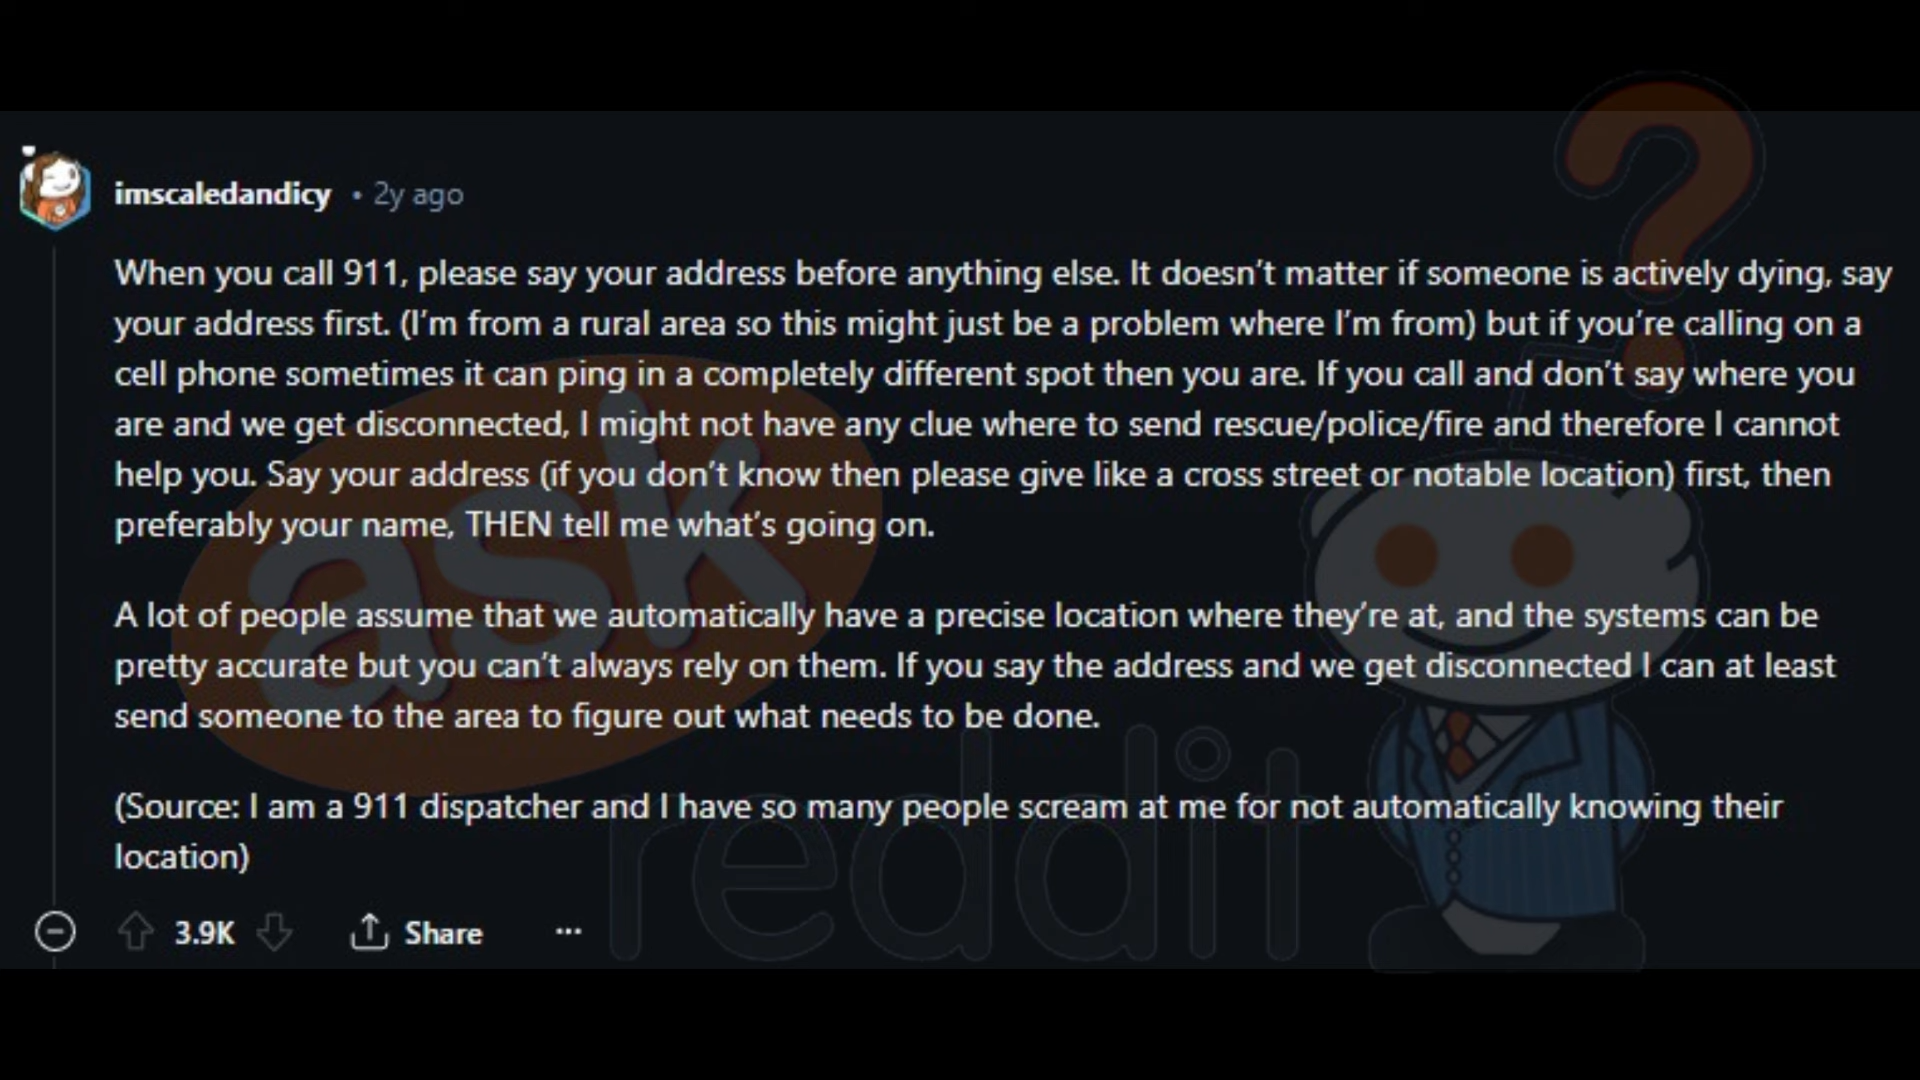 imscaledandicy • 2y ago
When you call 911, please say your address before anything else. It doesn't matter if someone is actively dying, say
your address first. (I'm from a rural area so this might just be a problem where I'm from) but if you're calling on a
cell phone sometimes it can ping in a completely different spot then you are. If you call and don't say where you
are and we get disconnected, I might not have any clue where to send rescue/police/fire and therefore I cannot
help you. Say your address (if you don't know then please give like a cross street or notable location) first, then
preferably your name, THEN tell me what's going on.
A lot of people assume that we automatically have a precise location where they're at, and the systems can be
pretty accurate but you can't always rely on them. If you say the address and we get disconnected I can at least
send someone to the area to figure out what needs to be done.
(Source: I am a 911 dispatcher and I have so many people scream at me for not automatically knowing their
location)
3.9K Share ...
ask
reddit
?